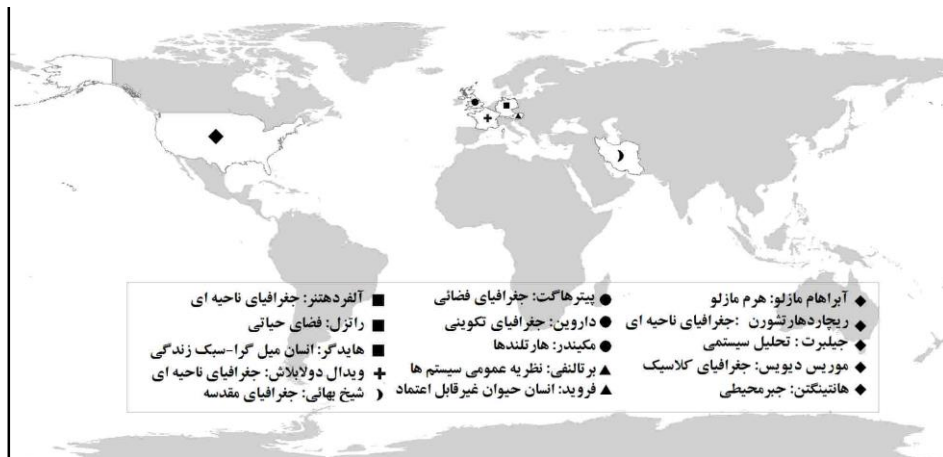 آبراهام مازلو: هرم مازلو
ریچاردهارتشورن :جغرافیای ناحیه ای
جیلبرت : تحلیل سیستمی
موریس دیویس: جغرافیای کلاسیک
هانتینگتن: جبرمحیطی
پیترهاگت: جغرافیای فضائی
داروین: جغرافیای تکوینی
مکیندر: هارتلندها
برتالنفی: نظریه عمومی سیستم ها
فروید: انسان حیوان غیرقابل اعتماد
آلفردهتنر: جغرافیای ناحیه ای
راتزل: فضای حیاتی
هایدگر: انسان میل گرا-سبک زندگی
ویدال دولابلاش: جغرافیای ناحیه ای
شیخ بهائی: جغرافیای مقدسه